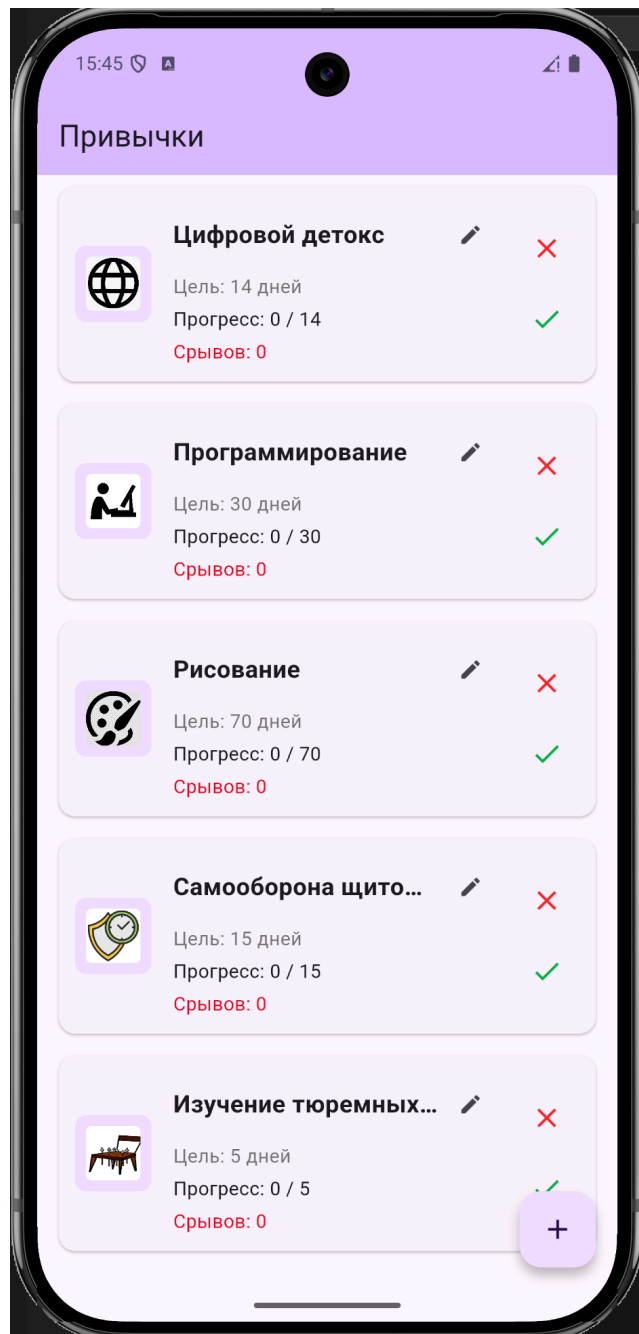 15:45
Привычки
Цифровой детокс
Цель: 14 дней
Прогресс: 0 / 14
Срывов: 0
Программирование
Цель: 30 дней
Прогресс: 0 / 30
Срывов: 0
Рисование
Цель: 70 дней
Прогресс: 0 / 70
Срывов: 0
Самооборона щито...
Цель: 15 дней
Прогресс: 0 / 15
Срывов: 0
Изучение тюремных...
Цель: 5 дней
Прогресс: 0 / 5
Срывов: 0